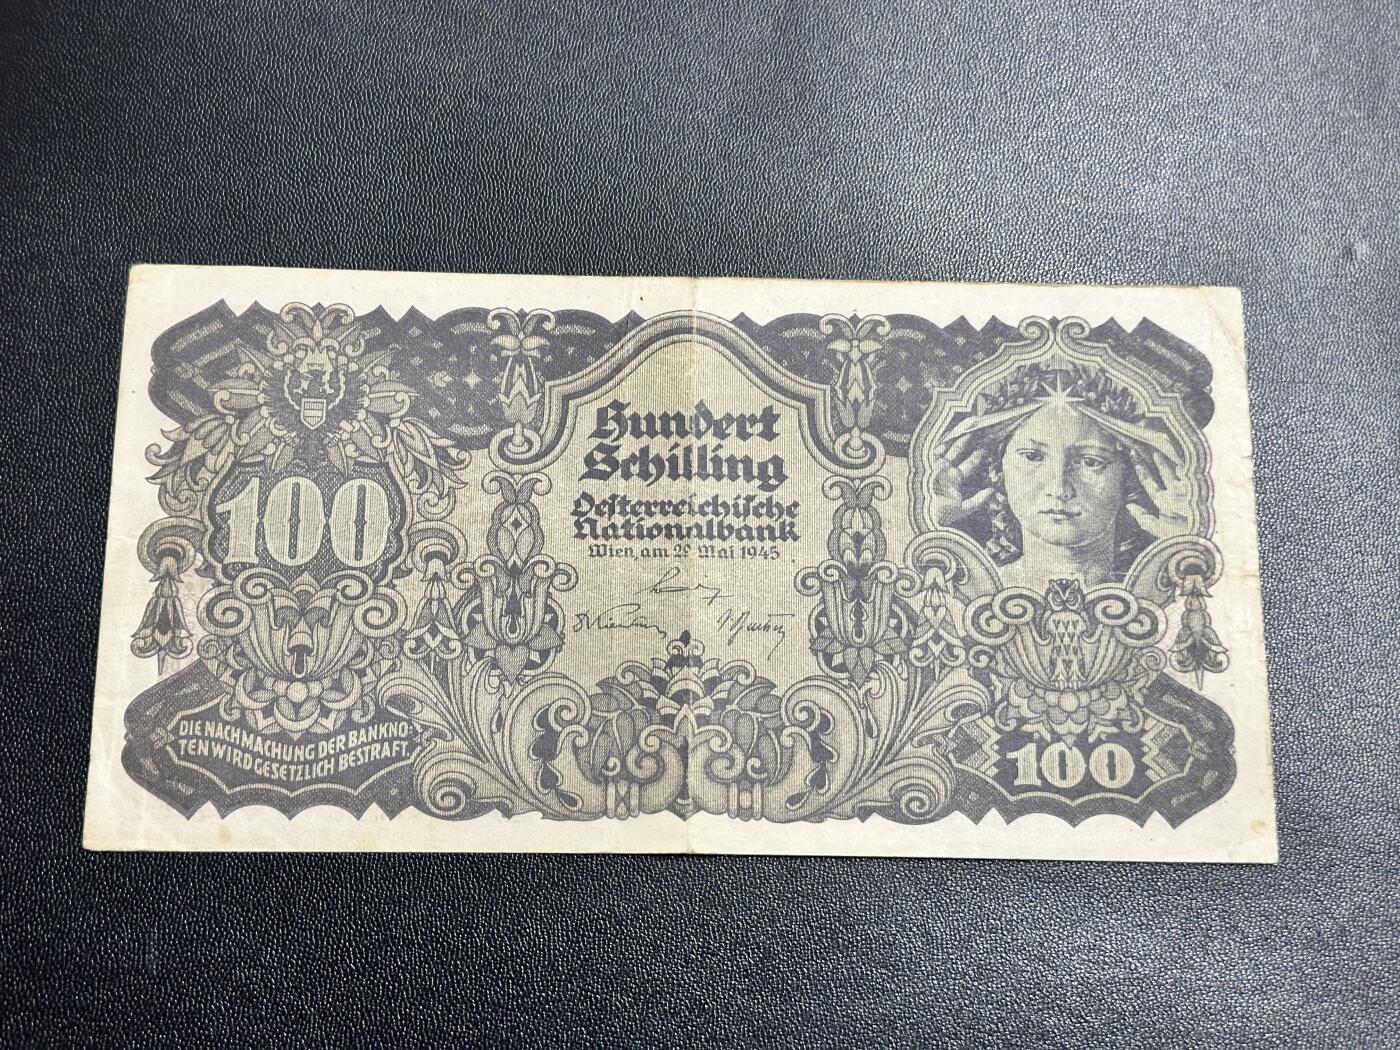 100
Hundert
Schilling
Oesterreichische
Nationalbank
Wien, am 29. Mai 1945
DIE NACHMACHUNG DER BANKNO-
TEN WIRD GESETZLICH BESTRAFT.
100